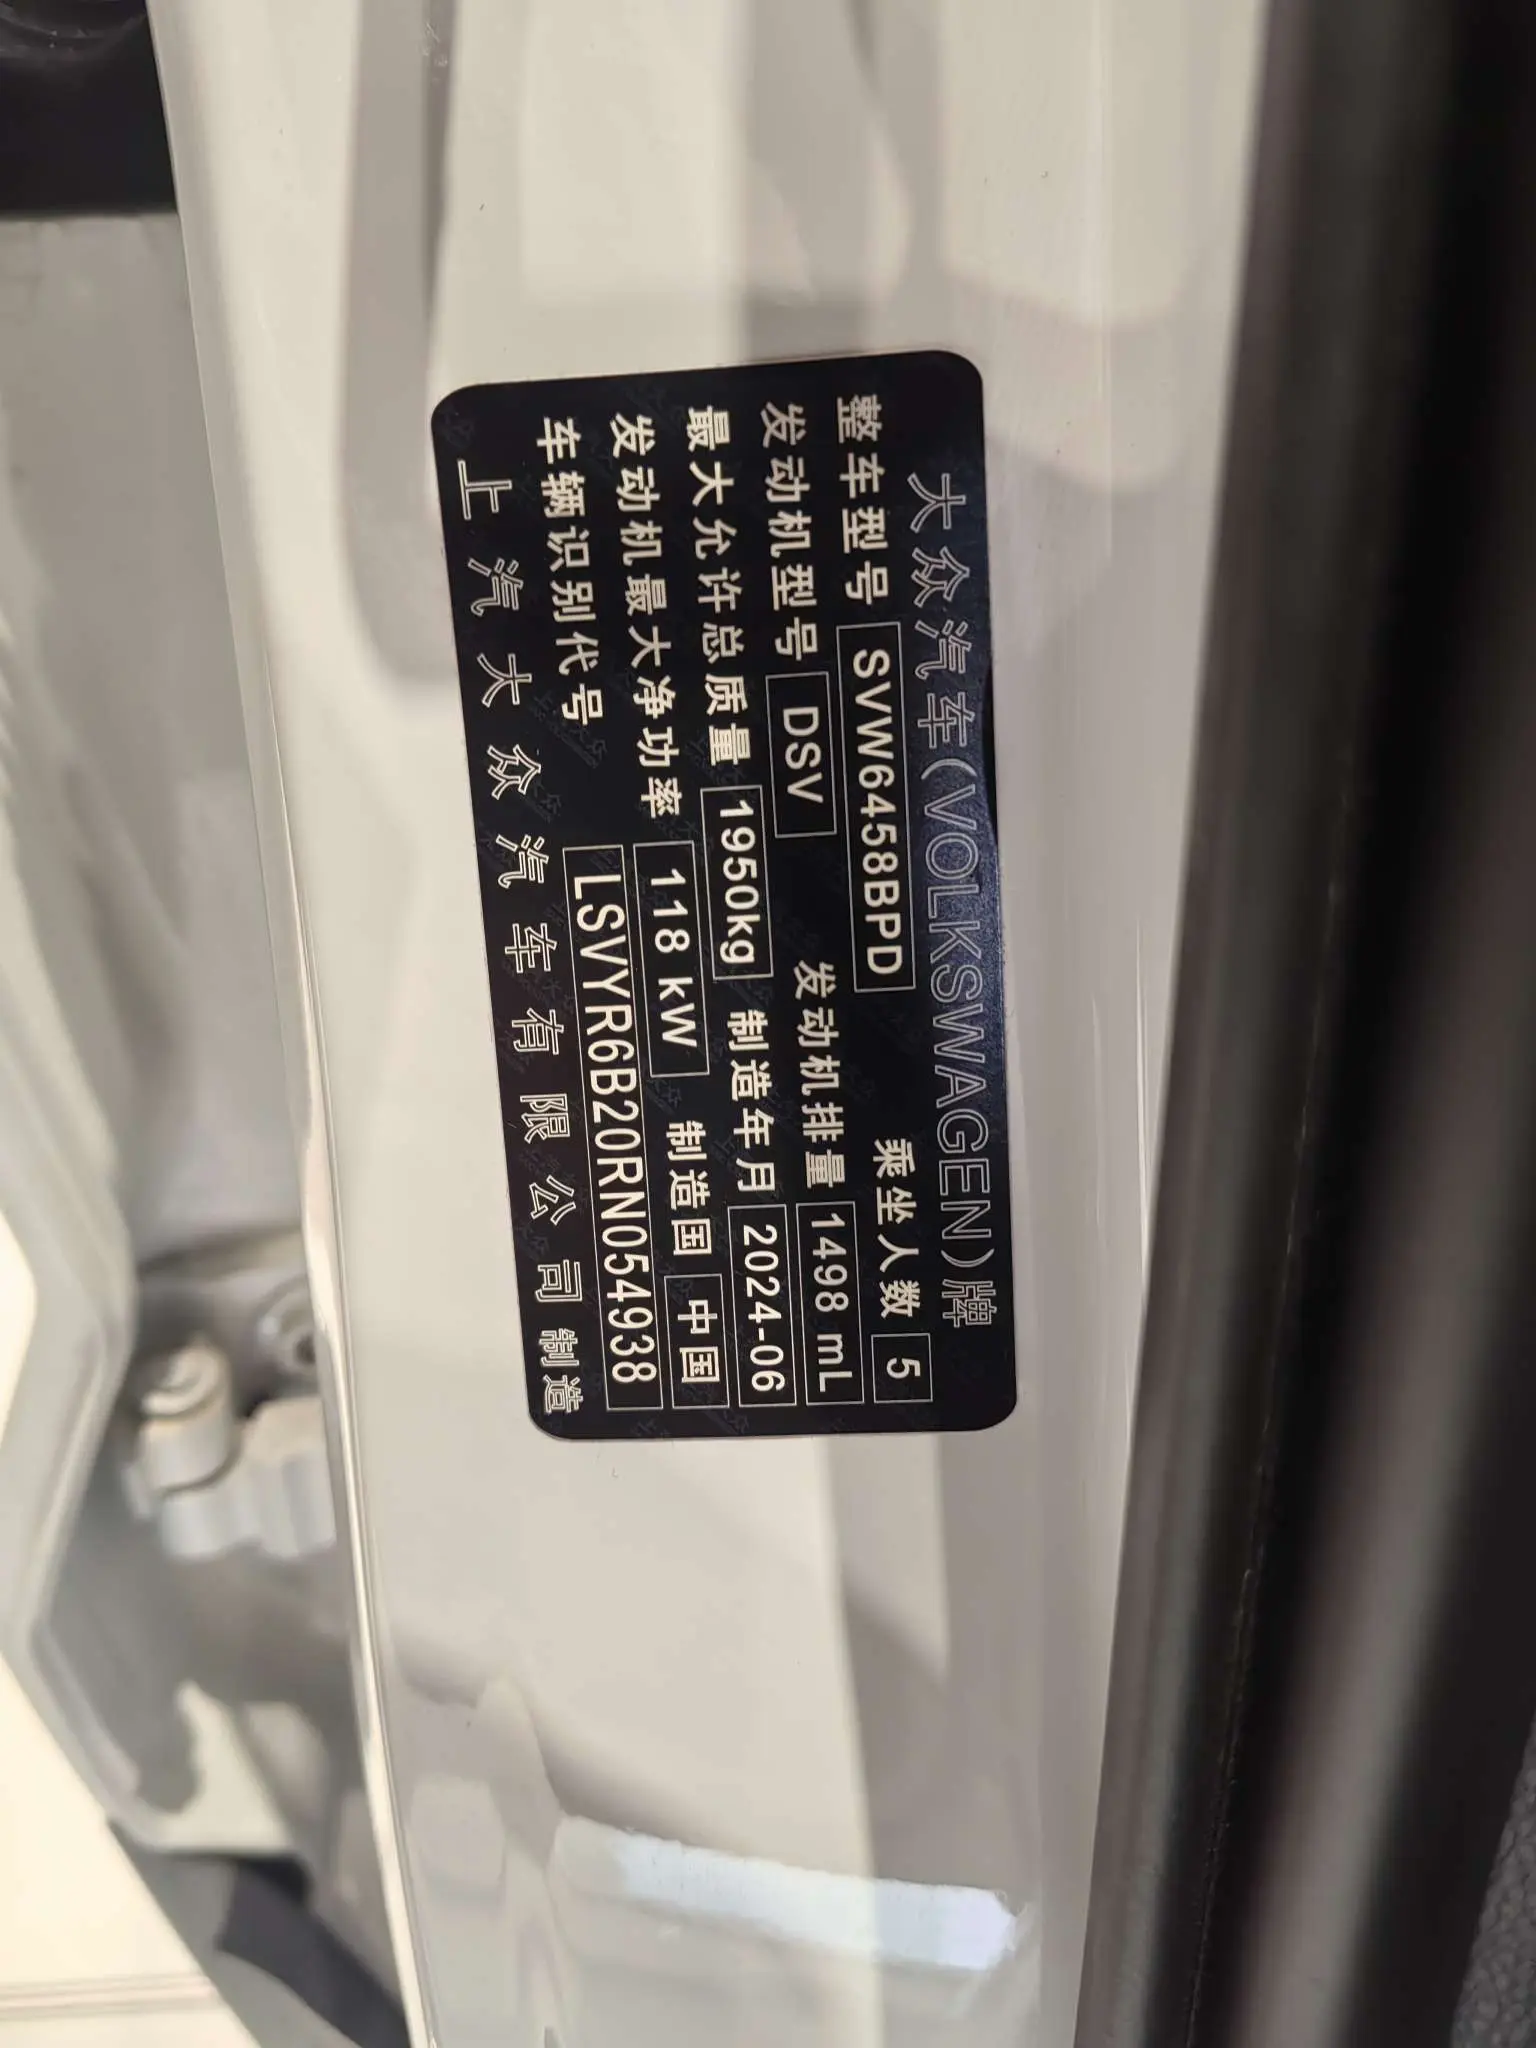 大众汽车(VOLKSWAGEN)牌
整车型号 SVW6458BPD 乘坐人数 5
发动机型号 DSV 发动机排量 1498 mL
最大允许总质量 1950kg 制造年月 2024-06
发动机最大净功率 118 kW 制造国 中国
车辆识别代号 LSVYR6B20RN054938
上汽大众汽车有限公司制造